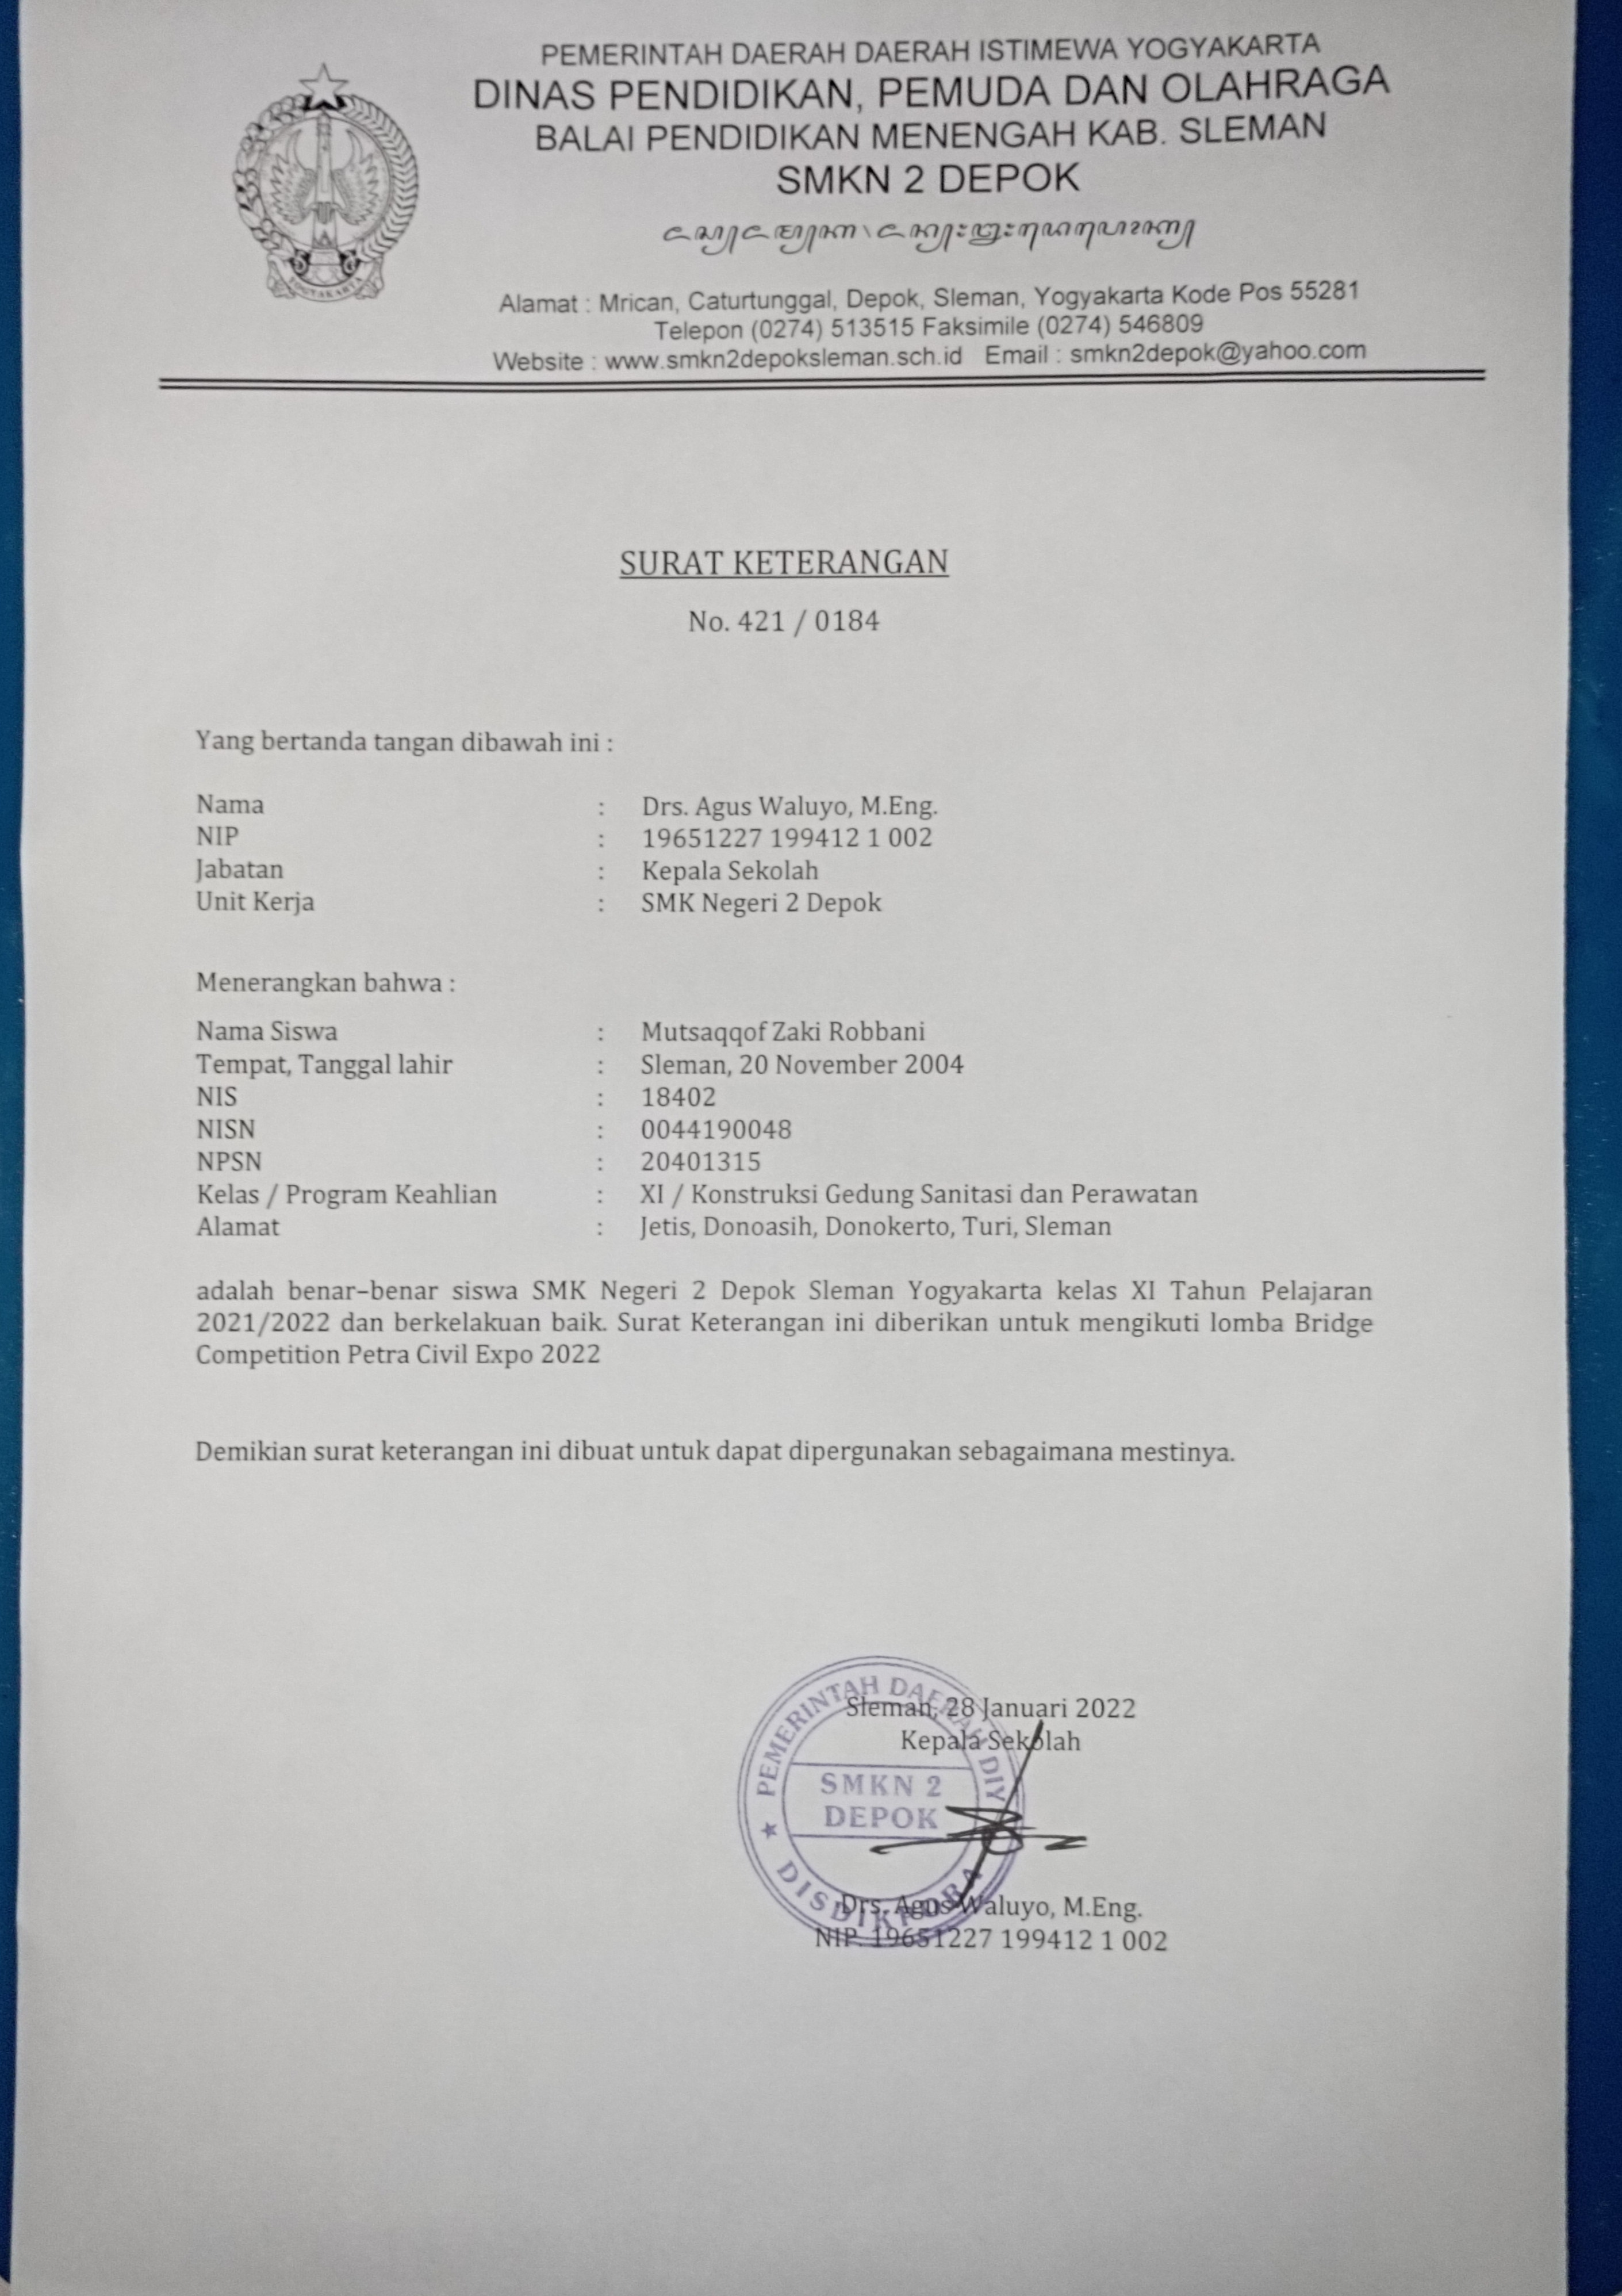 PEMERINTAH DAERAH DAERAH ISTIMEWA YOGYAKARTA
DINAS PENDIDIKAN, PEMUDA DAN OLAHRAGA
BALAI PENDIDIKAN MENENGAH KAB. SLEMAN
SMKN 2 DEPOK
YOGYAKARTA
Alamat : Mrican, Caturtunggal, Depok, Sleman, Yogyakarta Kode Pos 55281
Telepon (0274) 513515 Faksimile (0274) 546809
Website : www.smkn2depoksleman.sch.id Email : smkn2depok@yahoo.com
SURAT KETERANGAN
No. 421 / 0184
Yang bertanda tangan dibawah ini :
Nama : Drs. Agus Waluyo, M.Eng.
NIP : 19651227 199412 1 002
Jabatan : Kepala Sekolah
Unit Kerja : SMK Negeri 2 Depok
Menerangkan bahwa :
Nama Siswa : Mutsaqqof Zaki Robbani
Tempat, Tanggal lahir : Sleman, 20 November 2004
NIS : 18402
NISN : 0044190048
NPSN : 20401315
Kelas / Program Keahlian : XI / Konstruksi Gedung Sanitasi dan Perawatan
Alamat : Jetis, Donoasih, Donokerto, Turi, Sleman
adalah benar–benar siswa SMK Negeri 2 Depok Sleman Yogyakarta kelas XI Tahun Pelajaran
2021/2022 dan berkelakuan baik. Surat Keterangan ini diberikan untuk mengikuti lomba Bridge
Competition Petra Civil Expo 2022
Demikian surat keterangan ini dibuat untuk dapat dipergunakan sebagaimana mestinya.
Sleman, 28 Januari 2022
Kepala Sekolah
PEMERINTAH DAERAH DIY
SMKN 2
DEPOK
DISDIKPORA
Drs. Agus Waluyo, M.Eng.
NIP. 19651227 199412 1 002